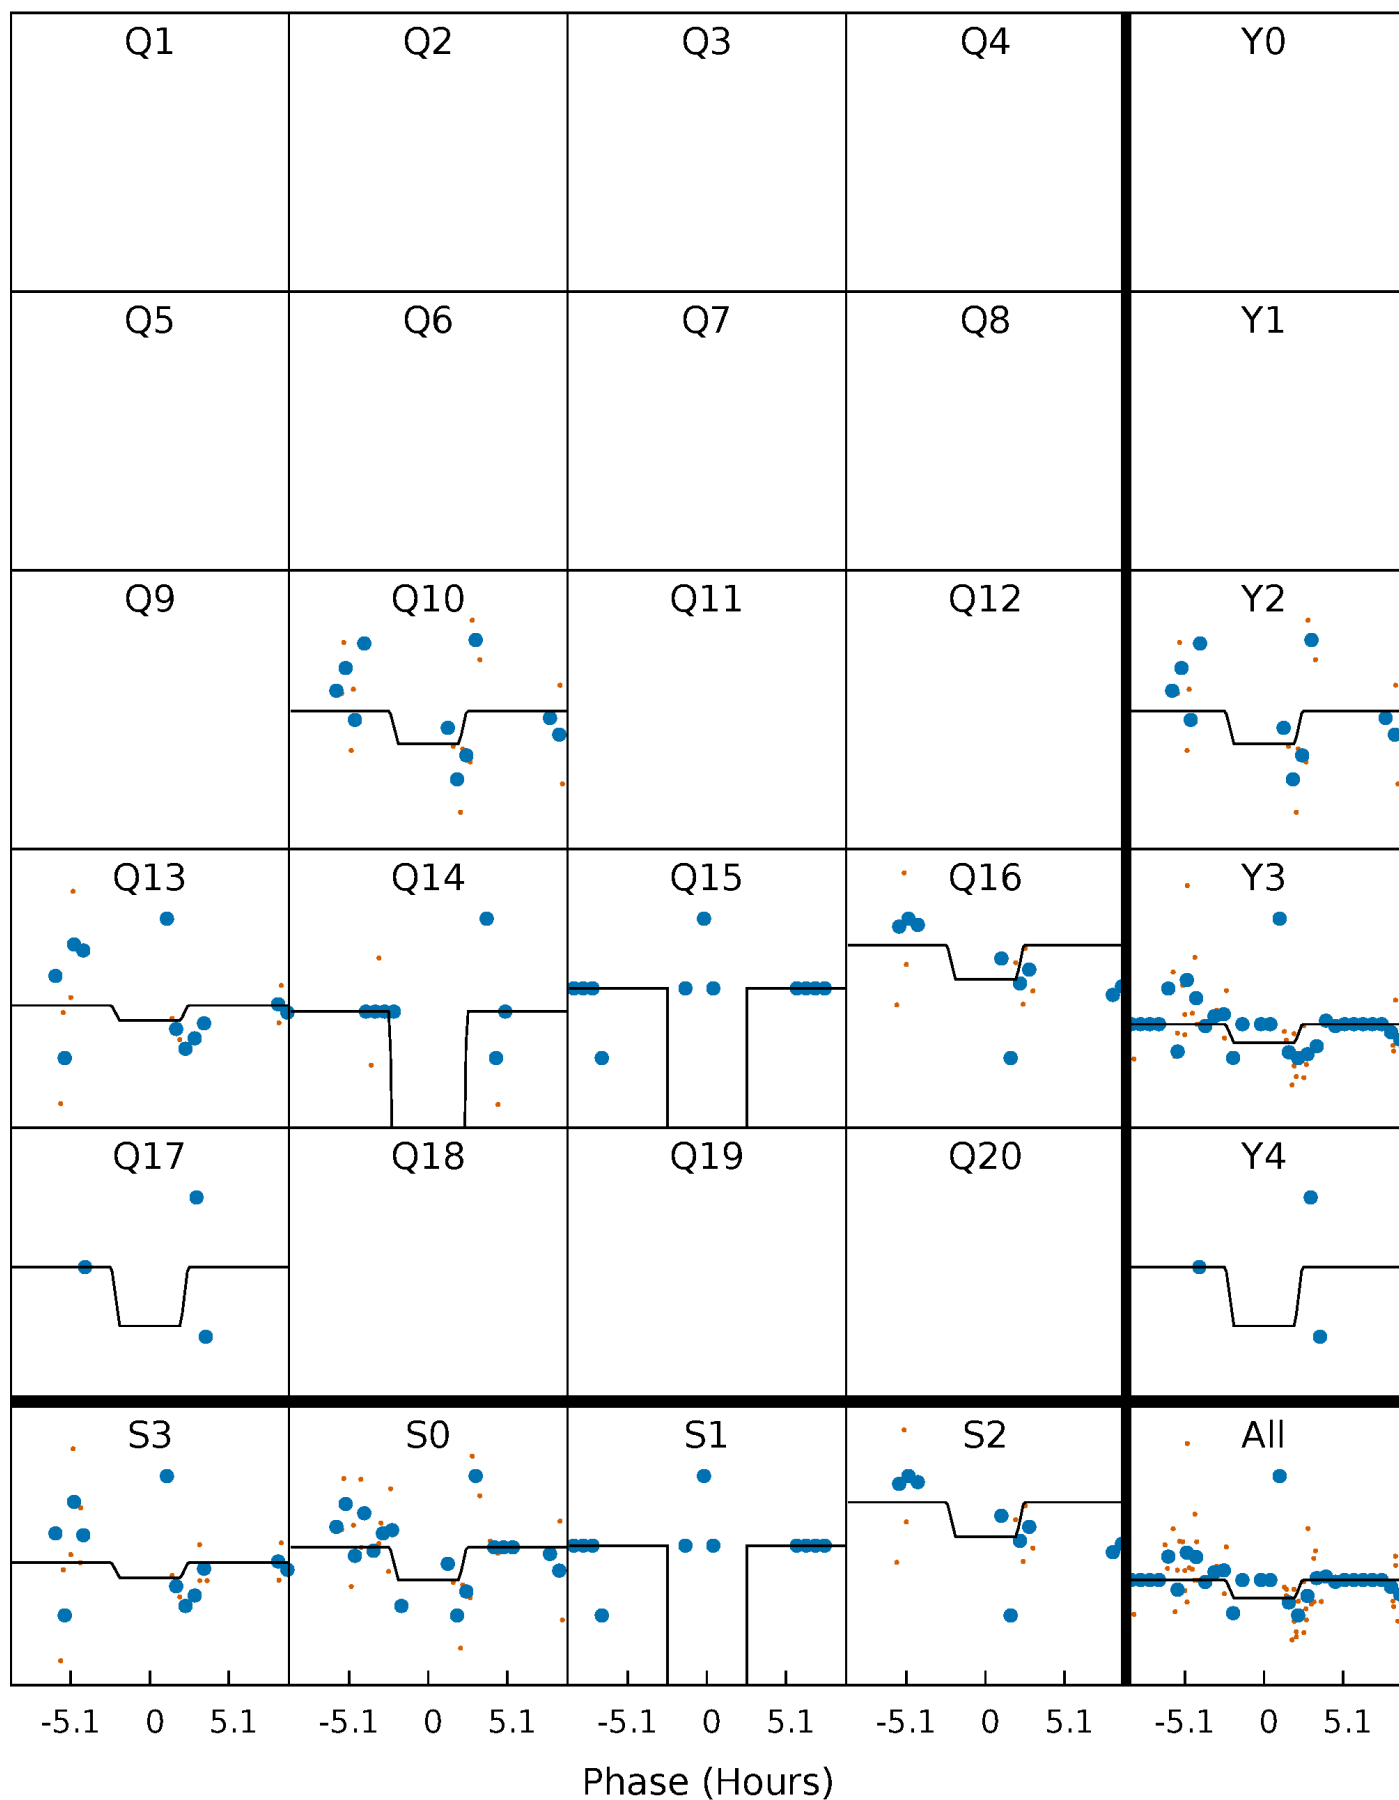 Q1 Q2 Q3 Q4 Y0
Q5 Q6 Q7 Q8 Y1
Q9 Q10 Q11 Q12 Y2
Q13 Q14 Q15 Q16 Y3
Q17 Q18 Q19 Q20 Y4
S3 S0 S1 S2 All
-5.1 0 5.1 -5.1 0 5.1 -5.1 0 5.1 -5.1 0 5.1 -5.1 0 5.1
Phase (Hours)